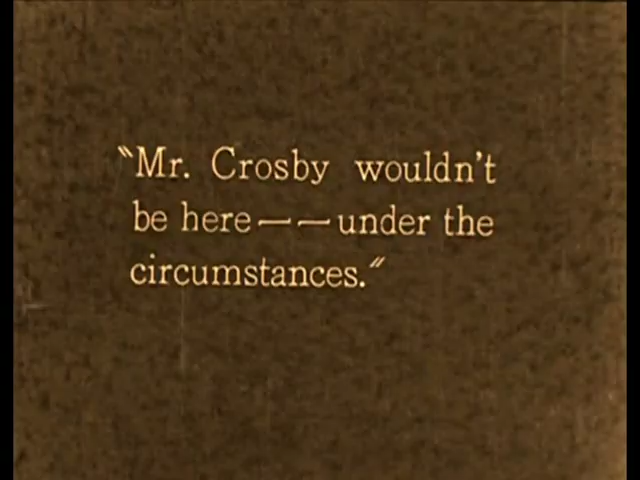 "Mr. Crosby wouldn't
be here——under the
circumstances."